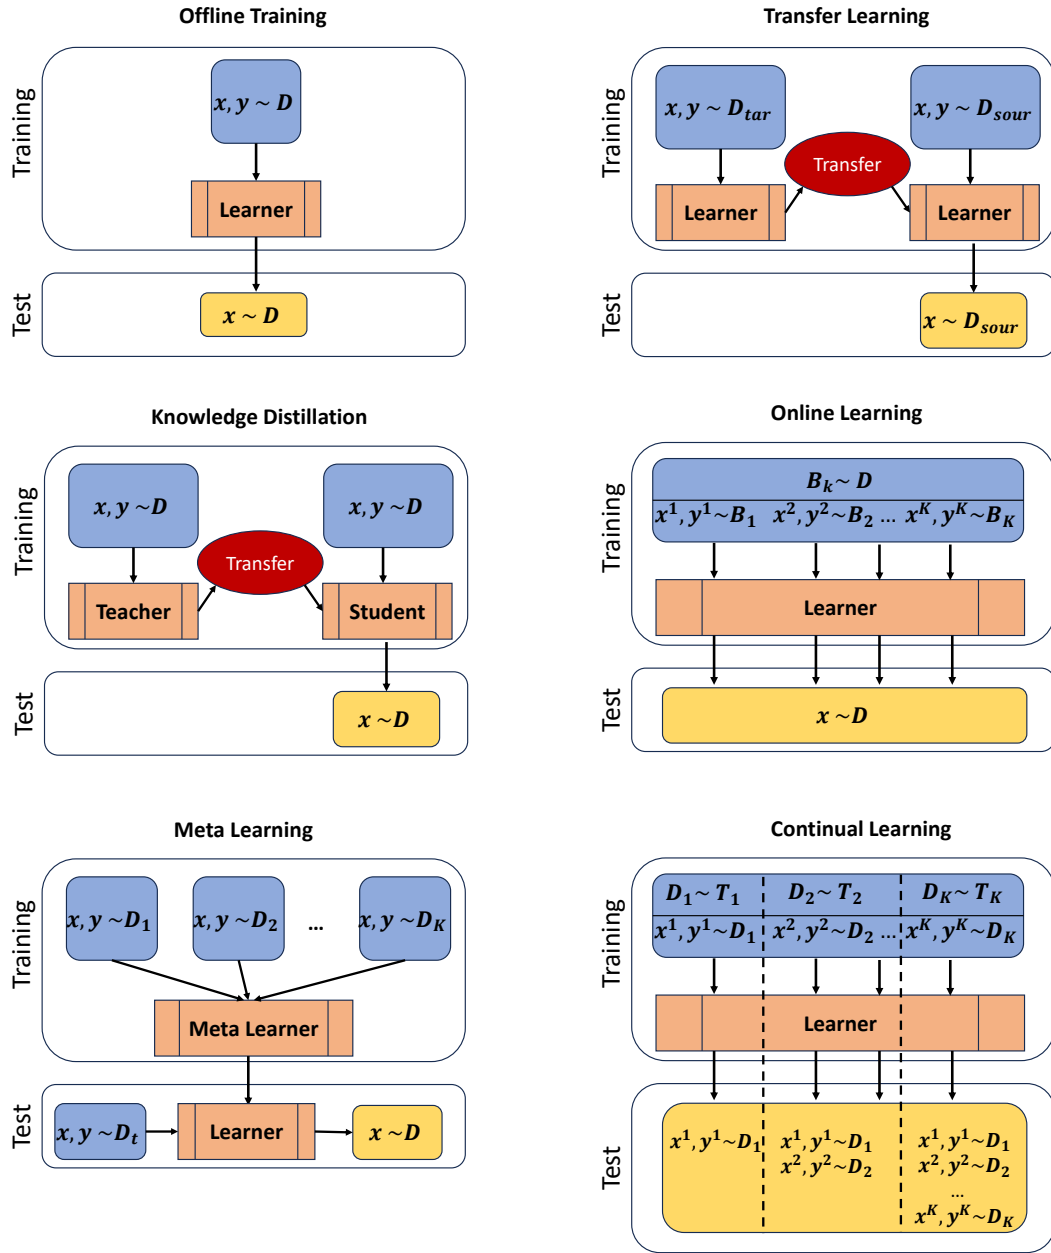 Offline Training
Training
x, y ~ D
Learner
Test
x ~ D
Transfer Learning
Training
x, y ~ D_tar
x, y ~ D_sour
Transfer
Learner
Learner
Test
x ~ D_sour
Knowledge Distillation
Training
x, y ~D
x, y ~D
Transfer
Teacher
Student
Test
x ~D
Online Learning
Training
B_k~ D
x^1, y^1~B_1 x^2, y^2~B_2 ... x^K, y^K~B_K
Learner
Test
x ~D
Meta Learning
Training
x, y ~D_1
x, y ~D_2
...
x, y ~D_K
Meta Learner
Test
x, y ~D_t
Learner
x ~D
Continual Learning
Training
D_1~ T_1 D_2~ T_2 D_K~ T_K
x^1, y^1~D_1 x^2, y^2~D_2 ... x^K, y^K~D_K
Learner
Test
x^1, y^1~D_1
x^1, y^1~D_1
x^2, y^2~D_2
x^1, y^1~D_1
x^2, y^2~D_2
...
x^K, y^K~D_K